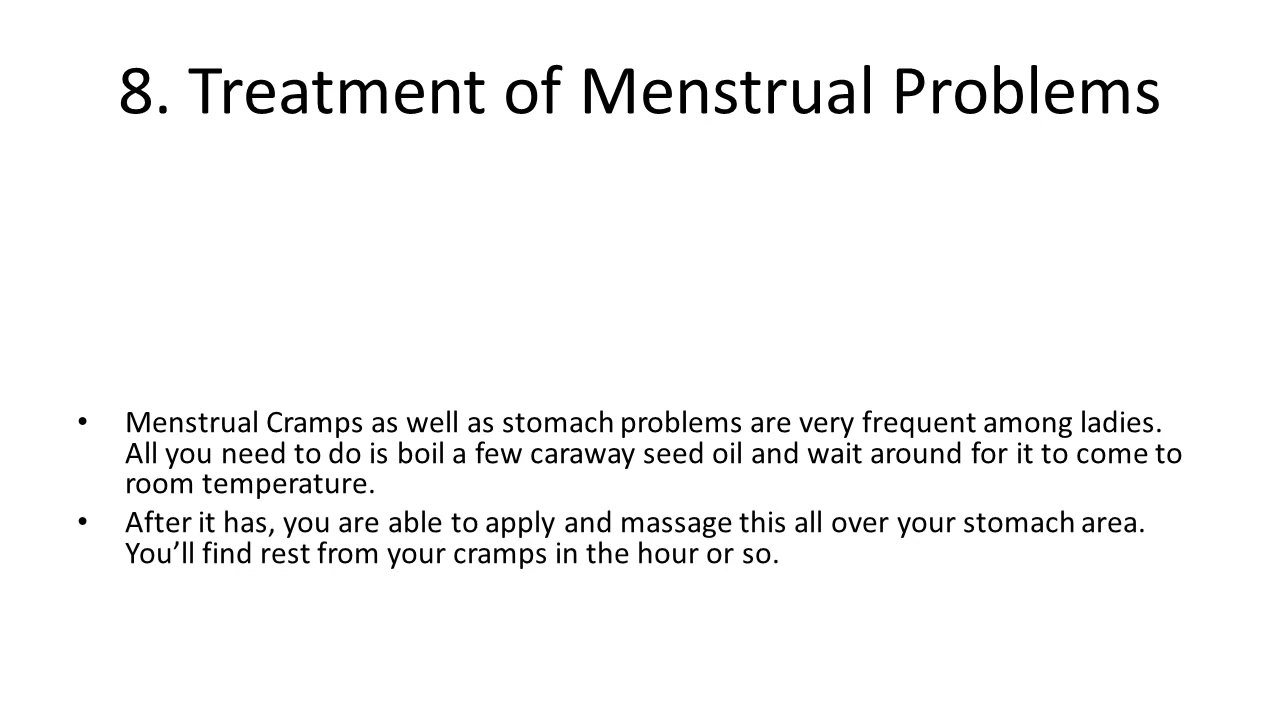 8. Treatment of Menstrual Problems
• Menstrual Cramps as well as stomach problems are very frequent among ladies.
All you need to do is boil a few caraway seed oil and wait around for it to come to
room temperature.
• After it has, you are able to apply and massage this all over your stomach area.
You’ll find rest from your cramps in the hour or so.